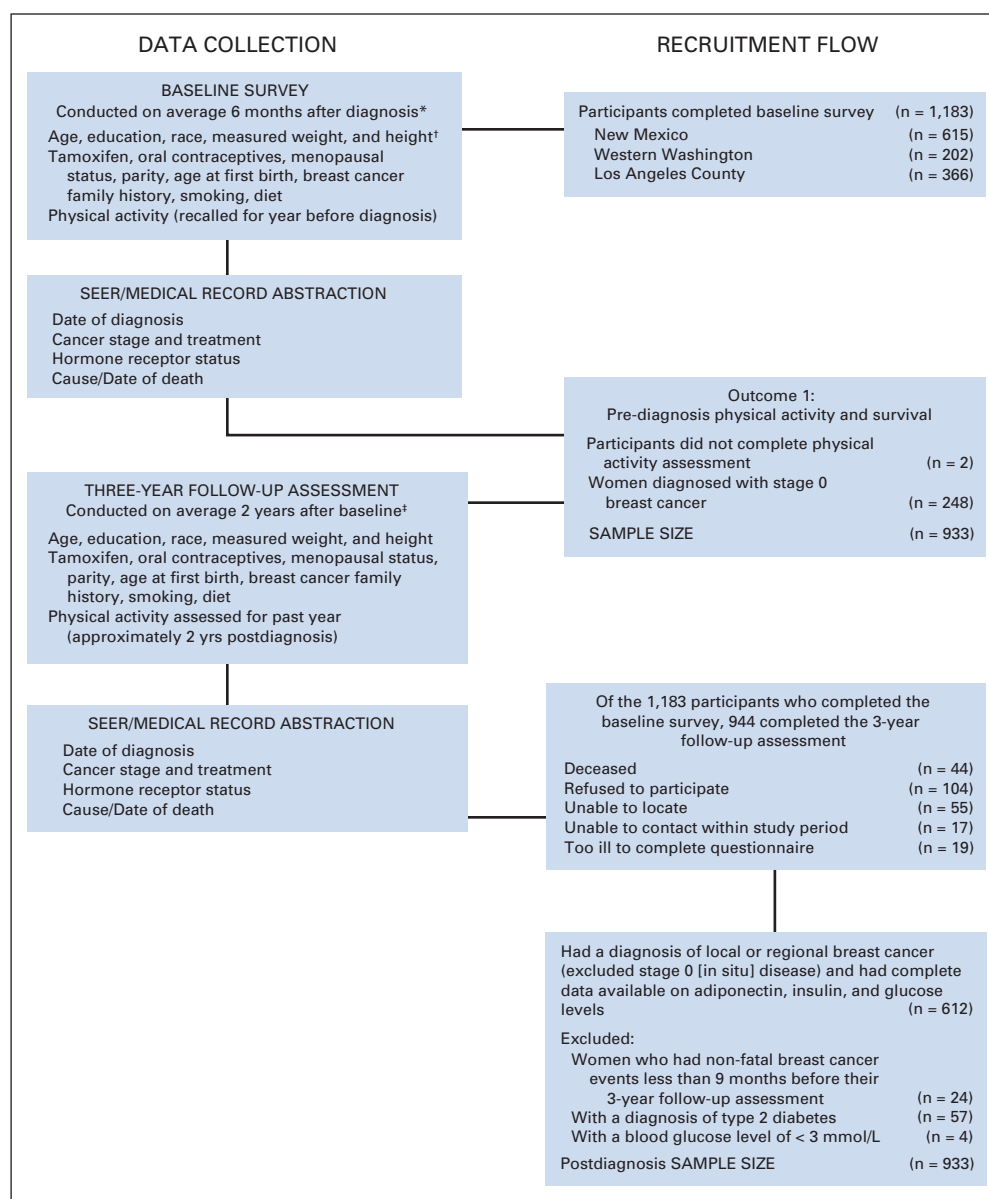 DATA COLLECTION
RECRUITMENT FLOW
BASELINE SURVEY
Conducted on average 6 months after diagnosis*
Age, education, race, measured weight, and height†
Tamoxifen, oral contraceptives, menopausal
status, parity, age at first birth, breast cancer
family history, smoking, diet
Physical activity (recalled for year before diagnosis)
Participants completed baseline survey (n = 1,183)
New Mexico (n = 615)
Western Washington (n = 202)
Los Angeles County (n = 366)
SEER/MEDICAL RECORD ABSTRACTION
Date of diagnosis
Cancer stage and treatment
Hormone receptor status
Cause/Date of death
Outcome 1:
Pre-diagnosis physical activity and survival
Participants did not complete physical
activity assessment (n = 2)
Women diagnosed with stage 0
breast cancer (n = 248)
SAMPLE SIZE (n = 933)
THREE-YEAR FOLLOW-UP ASSESSMENT
Conducted on average 2 years after baseline‡
Age, education, race, measured weight, and height
Tamoxifen, oral contraceptives, menopausal status,
parity, age at first birth, breast cancer family
history, smoking, diet
Physical activity assessed for past year
(approximately 2 yrs postdiagnosis)
SEER/MEDICAL RECORD ABSTRACTION
Date of diagnosis
Cancer stage and treatment
Hormone receptor status
Cause/Date of death
Of the 1,183 participants who completed the
baseline survey, 944 completed the 3-year
follow-up assessment
Deceased (n = 44)
Refused to participate (n = 104)
Unable to locate (n = 55)
Unable to contact within study period (n = 17)
Too ill to complete questionnaire (n = 19)
Had a diagnosis of local or regional breast cancer
(excluded stage 0 [in situ] disease) and had complete
data available on adiponectin, insulin, and glucose
levels (n = 612)
Excluded:
Women who had non-fatal breast cancer
events less than 9 months before their
3-year follow-up assessment (n = 24)
With a diagnosis of type 2 diabetes (n = 57)
With a blood glucose level of < 3 mmol/L (n = 4)
Postdiagnosis SAMPLE SIZE (n = 933)